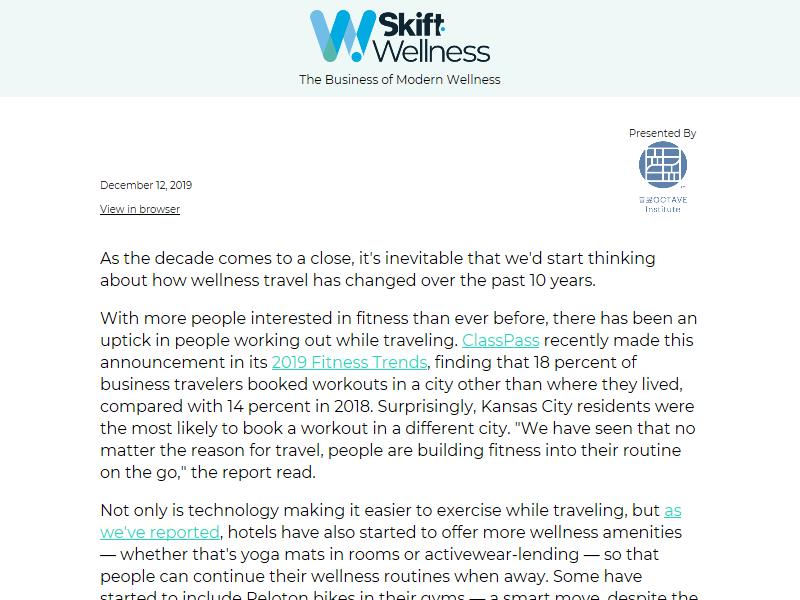 Skift
Wellness
The Business of Modern Wellness
Presented By
OCTAVE
Institute
December 12, 2019
View in browser
As the decade comes to a close, it's inevitable that we'd start thinking
about how wellness travel has changed over the past 10 years.
With more people interested in fitness than ever before, there has been an
uptick in people working out while traveling. ClassPass recently made this
announcement in its 2019 Fitness Trends, finding that 18 percent of
business travelers booked workouts in a city other than where they lived,
compared with 14 percent in 2018. Surprisingly, Kansas City residents were
the most likely to book a workout in a different city. "We have seen that no
matter the reason for travel, people are building fitness into their routine
on the go," the report read.
Not only is technology making it easier to exercise while traveling, but as
we've reported, hotels have also started to offer more wellness amenities
— whether that's yoga mats in rooms or activewear-lending — so that
people can continue their wellness routines when away. Some have
started to include Peloton bikes in their gyms — a smart move, despite the